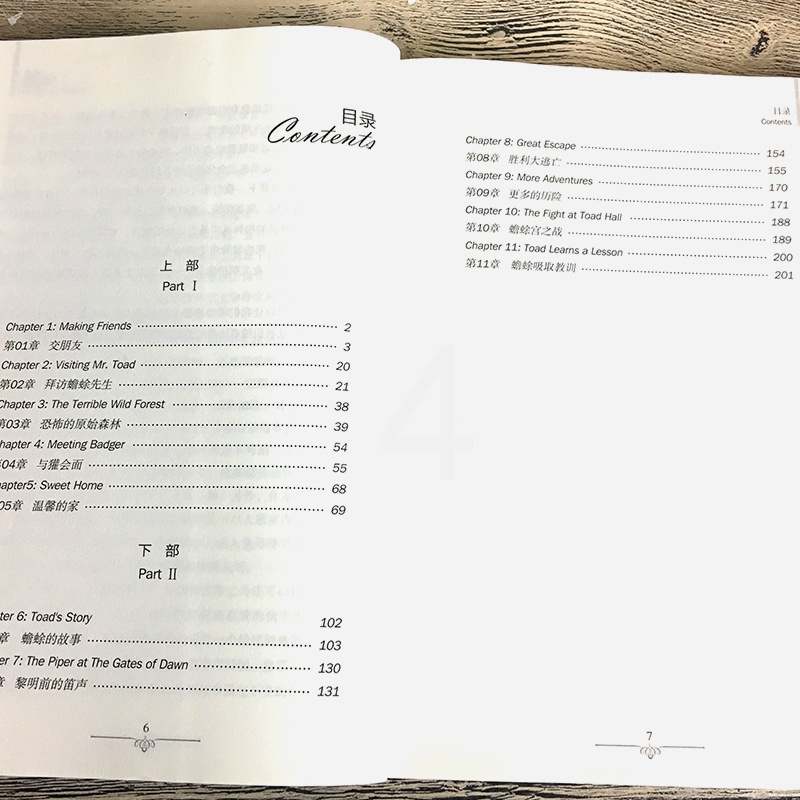 目录
Contents
上 部
Part Ⅰ
Chapter 1: Making Friends 2
第01章 交朋友 3
Chapter 2: Visiting Mr. Toad 20
第02章 拜访蟾蜍先生 21
Chapter 3: The Terrible Wild Forest 38
第03章 恐怖的原始森林 39
hapter 4: Meeting Badger 54
04章 与獾会面 55
apter5: Sweet Home 68
05章 温馨的家 69
下 部
Part Ⅱ
ter 6: Toad's Story 102
章 蟾蜍的故事 103
er 7: The Piper at The Gates of Dawn 130
章 黎明前的笛声 131
6
目录
Contents
Chapter 8: Great Escape 154
第08章 胜利大逃亡 155
Chapter 9: More Adventures 170
第09章 更多的历险 171
Chapter 10: The Fight at Toad Hall 188
第10章 蟾蜍宫之战 189
Chapter 11: Toad Learns a Lesson 200
第11章 蟾蜍吸取教训 201
7
4